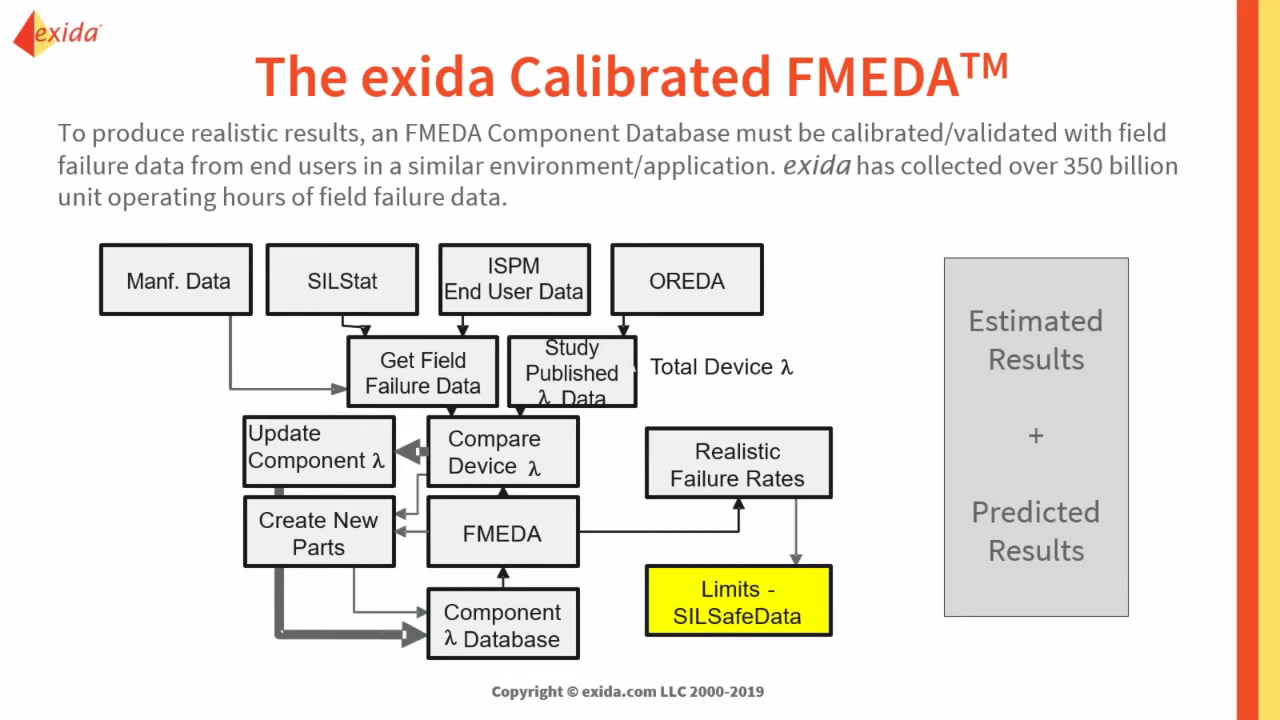 exida
The exida Calibrated FMEDA™
To produce realistic results, an FMEDA Component Database must be calibrated/validated with field
failure data from end users in a similar environment/application. exida has collected over 350 billion
unit operating hours of field failure data.
Manf. Data
SILStat
ISPM
End User Data
OREDA
Get Field
Failure Data
Study
Published
λ Data
Total Device λ
Update
Component λ
Compare
Device λ
Realistic
Failure Rates
Create New
Parts
FMEDA
Limits -
SILSafeData
Component
λ Database
Estimated
Results
+
Predicted
Results
Copyright © exida.com LLC 2000-2019